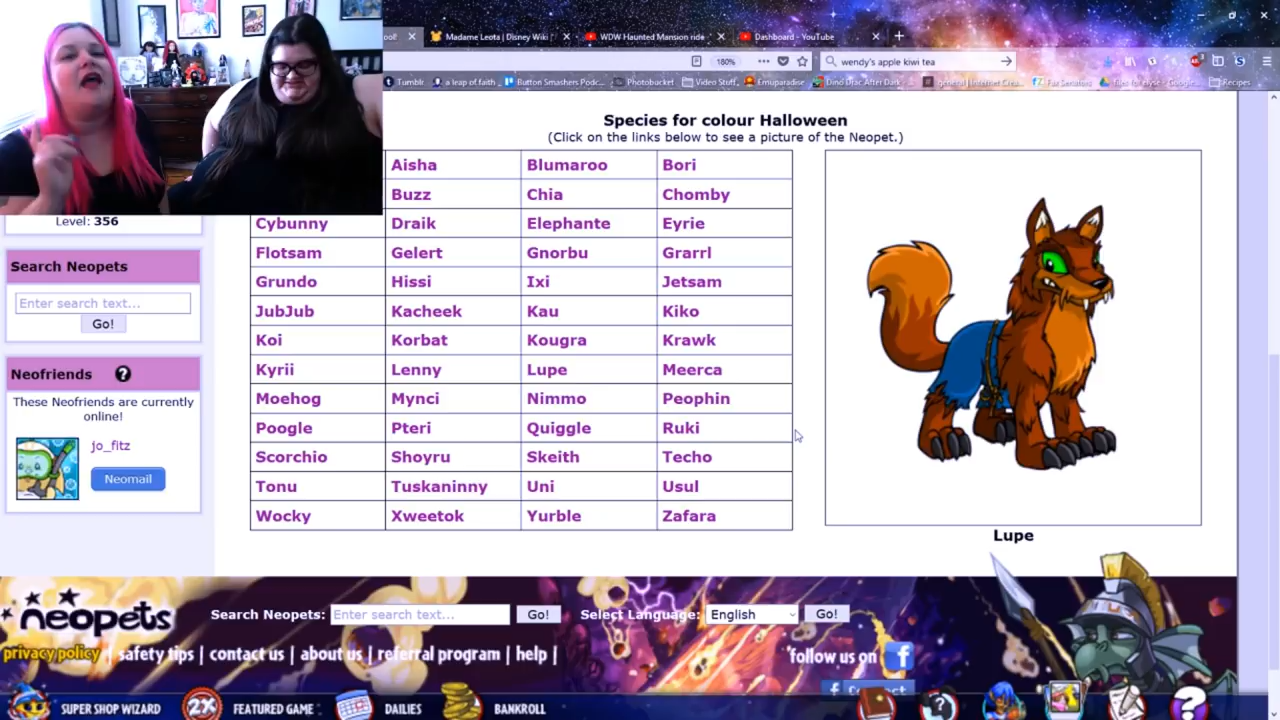 Madame Leota | Disney Wiki
WDW Haunted Mansion ride
Dashboard - YouTube
180%
wendy's apple kiwi tea
Tumblr
a leap of faith
Button Smashers Podc...
Photobucket
Video Stuff
Emuparadise
Dino Drac After Dark
Recipes
Species for colour Halloween
(Click on the links below to see a picture of the Neopet.)
Aisha Blumaroo Bori
Buzz Chia Chomby
Cybunny Draik Elephante Eyrie
Flotsam Gelert Gnorbu Grarrl
Grundo Hissi Ixi Jetsam
JubJub Kacheek Kau Kiko
Koi Korbat Kougra Krawk
Kyrii Lenny Lupe Meerca
Moehog Mynci Nimmo Peophin
Poogle Pteri Quiggle Ruki
Scorchio Shoyru Skeith Techo
Tonu Tuskaninny Uni Usul
Wocky Xweetok Yurble Zafara
Lupe
Level: 356
Search Neopets
Enter search text...
Go!
Neofriends ?
These Neofriends are currently
online!
jo_fitz
Neomail
neopets
Search Neopets: Enter search text... Go! Select Language: English Go!
privacy policy | safety tips | contact us | about us | referral program | help |
follow us on f
f Connect
SUPER SHOP WIZARD
2X FEATURED GAME
DAILIES
BANKROLL